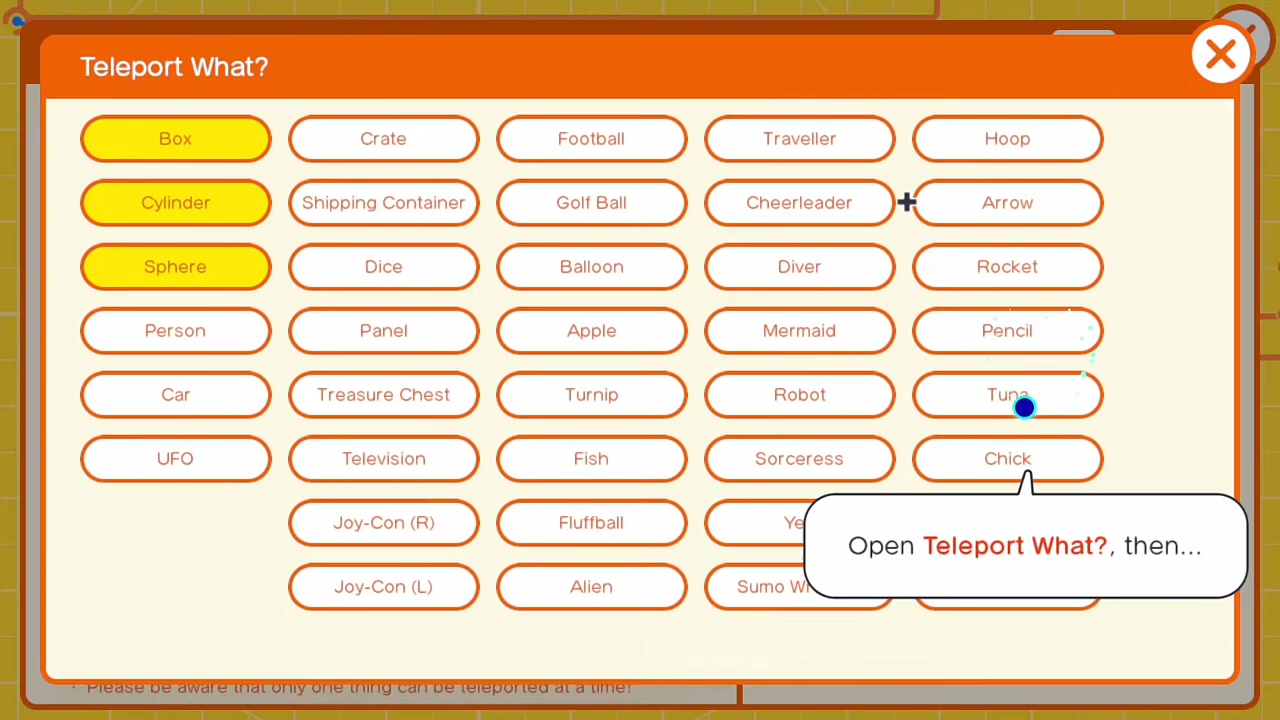 Teleport What?
Box
Crate
Football
Traveller
Hoop
Cylinder
Shipping Container
Golf Ball
Cheerleader
Arrow
Sphere
Dice
Balloon
Diver
Rocket
Person
Panel
Apple
Mermaid
Pencil
Car
Treasure Chest
Turnip
Robot
Tuna
UFO
Television
Fish
Sorceress
Chick
Joy-Con (R)
Fluffball
Open Teleport What?, then...
Joy-Con (L)
Alien
Sumo
· Please be aware that only one thing can be teleported at a time!